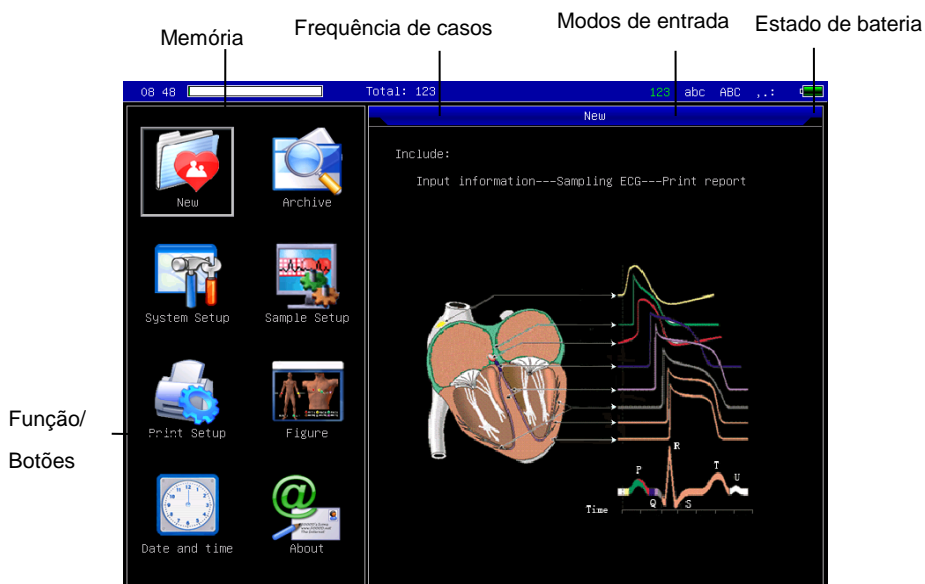 Memória
Frequência de casos
Modos de entrada
Estado de bateria
08 48
Total: 123
123 abc ABC ,.:
New
Include:
Input information---Sampling ECG---Print report
New
Archive
System Setup
Sample Setup
Função/
Botões
Print Setup
Figure
Date and time
About
R
P
T
U
Q
S
Time